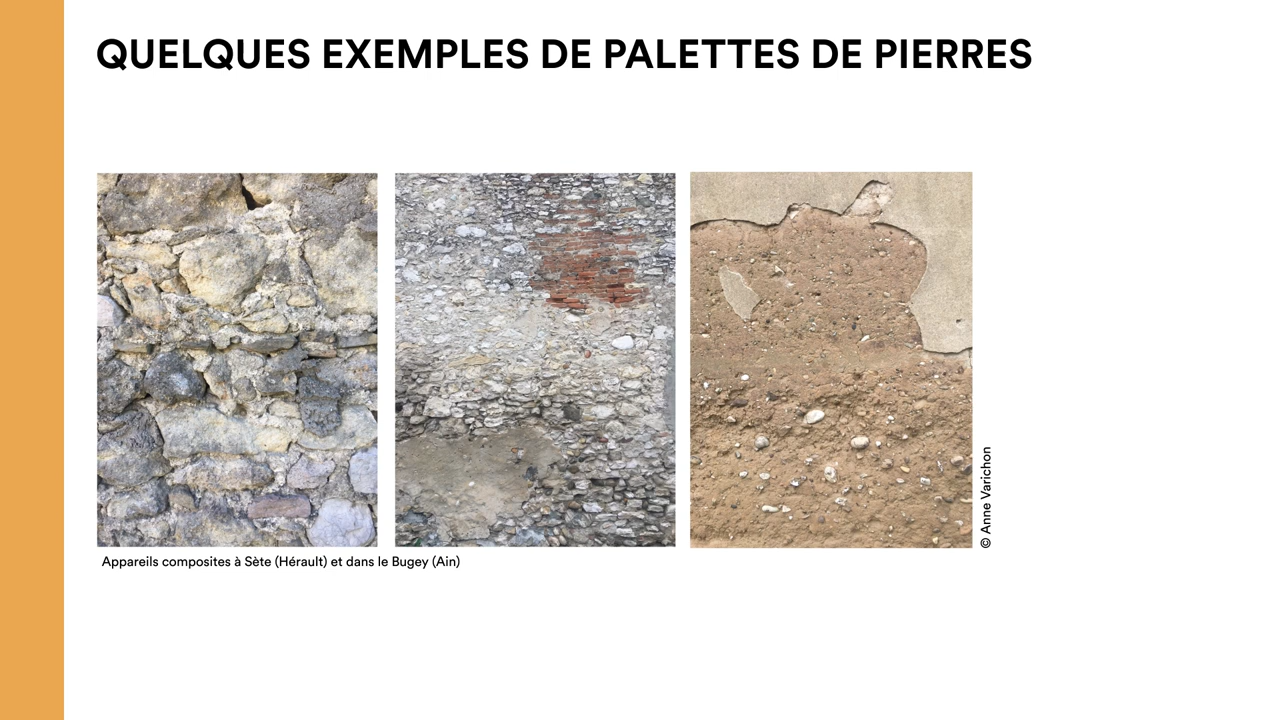 QUELQUES EXEMPLES DE PALETTES DE PIERRES
Appareils composites à Sète (Hérault) et dans le Bugey (Ain)
© Anne Varichon